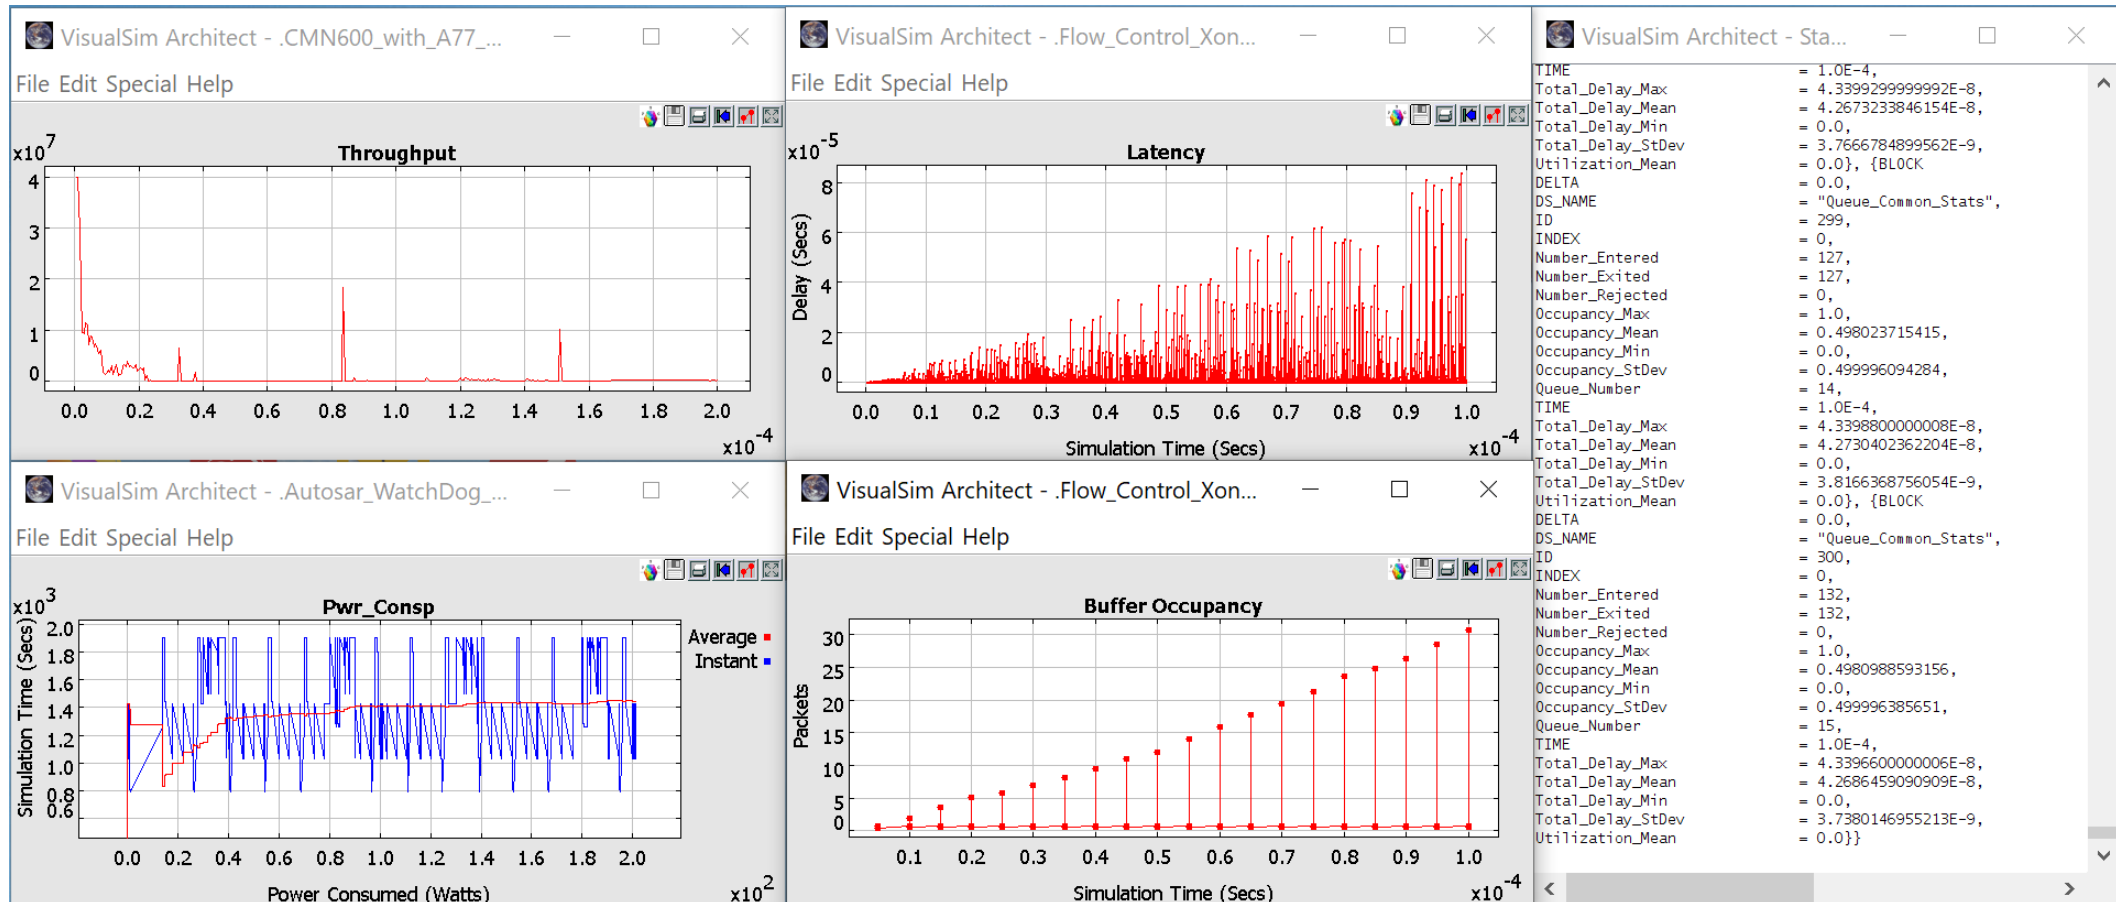 VisualSim Architect - .CMN600_with_A77_...
File Edit Special Help
x10^7
Throughput
4
3
2
1
0
0.0 0.2 0.4 0.6 0.8 1.0 1.2 1.4 1.6 1.8 2.0
x10^-4
VisualSim Architect - .Flow_Control_Xon...
File Edit Special Help
x10^-5
Latency
Delay (Secs)
8
6
4
2
0
0.0 0.1 0.2 0.3 0.4 0.5 0.6 0.7 0.8 0.9 1.0
Simulation Time (Secs)
x10^-4
VisualSim Architect - .Autosar_WatchDog_...
File Edit Special Help
x10^3
Pwr_Consp
Simulation Time (Secs)
2.0
1.8
1.6
1.4
1.2
1.0
0.8
0.6
Average
Instant
0.0 0.2 0.4 0.6 0.8 1.0 1.2 1.4 1.6 1.8 2.0
Power Consumed (Watts)
x10^2
VisualSim Architect - .Flow_Control_Xon...
File Edit Special Help
Buffer Occupancy
Packets
30
25
20
15
10
5
0
0.1 0.2 0.3 0.4 0.5 0.6 0.7 0.8 0.9 1.0
Simulation Time (Secs)
x10^-4
VisualSim Architect - Sta...
TIME = 1.0E-4,
Total_Delay_Max = 4.3399299999992E-8,
Total_Delay_Mean = 4.2673233846154E-8,
Total_Delay_Min = 0.0,
Total_Delay_StDev = 3.7666784899562E-9,
Utilization_Mean = 0.0}, {BLOCK
DELTA = 0.0,
DS_NAME = "Queue_Common_Stats",
ID = 299,
INDEX = 0,
Number_Entered = 127,
Number_Exited = 127,
Number_Rejected = 0,
Occupancy_Max = 1.0,
Occupancy_Mean = 0.498023715415,
Occupancy_Min = 0.0,
Occupancy_StDev = 0.499996094284,
Queue_Number = 14,
TIME = 1.0E-4,
Total_Delay_Max = 4.3398800000008E-8,
Total_Delay_Mean = 4.2730402362204E-8,
Total_Delay_Min = 0.0,
Total_Delay_StDev = 3.8166368756054E-9,
Utilization_Mean = 0.0}, {BLOCK
DELTA = 0.0,
DS_NAME = "Queue_Common_Stats",
ID = 300,
INDEX = 0,
Number_Entered = 132,
Number_Exited = 132,
Number_Rejected = 0,
Occupancy_Max = 1.0,
Occupancy_Mean = 0.4980988593156,
Occupancy_Min = 0.0,
Occupancy_StDev = 0.499996385651,
Queue_Number = 15,
TIME = 1.0E-4,
Total_Delay_Max = 4.3396600000006E-8,
Total_Delay_Mean = 4.2686459090909E-8,
Total_Delay_Min = 0.0,
Total_Delay_StDev = 3.7380146955213E-9,
Utilization_Mean = 0.0}}